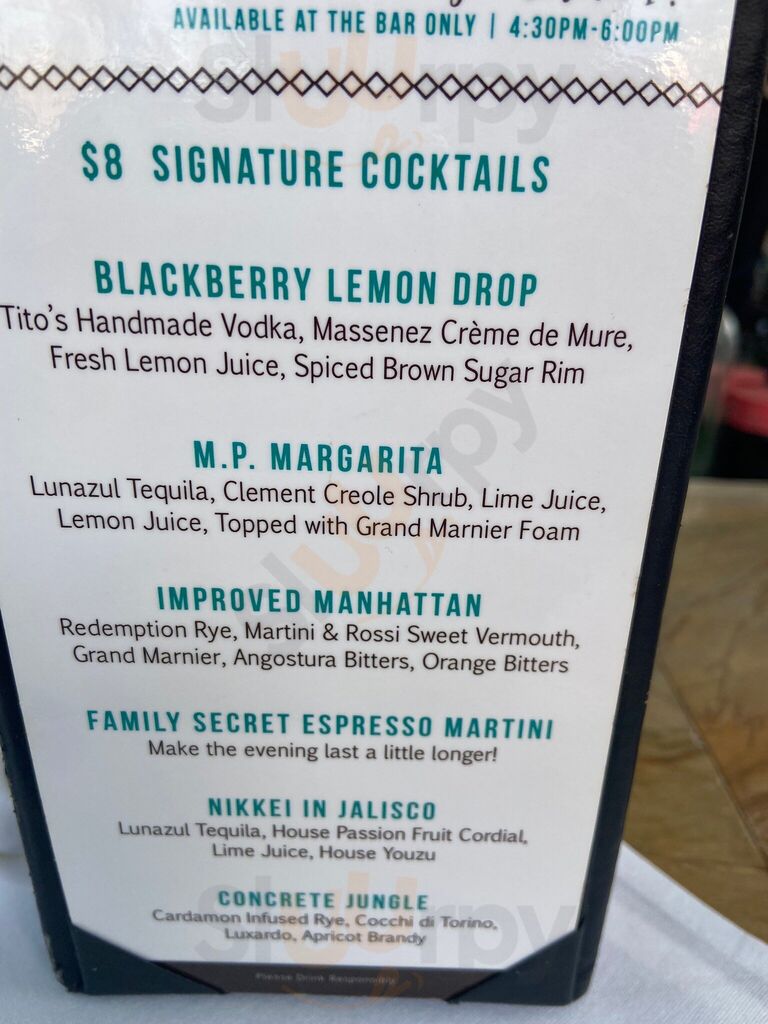 AVAILABLE AT THE BAR ONLY | 4:30PM-6:00PM
$8 SIGNATURE COCKTAILS
BLACKBERRY LEMON DROP
Tito's Handmade Vodka, Massenez Crème de Mure,
Fresh Lemon Juice, Spiced Brown Sugar Rim
M.P. MARGARITA
Lunazul Tequila, Clement Creole Shrub, Lime Juice,
Lemon Juice, Topped with Grand Marnier Foam
IMPROVED MANHATTAN
Redemption Rye, Martini & Rossi Sweet Vermouth,
Grand Marnier, Angostura Bitters, Orange Bitters
FAMILY SECRET ESPRESSO MARTINI
Make the evening last a little longer!
NIKKEI IN JALISCO
Lunazul Tequila, House Passion Fruit Cordial,
Lime Juice, House Youzu
CONCRETE JUNGLE
Cardamon Infused Rye, Cocchi di Torino,
Luxardo, Apricot Brandy
Please Drink Responsibly
sluurpy
sluurpy
sluurpy